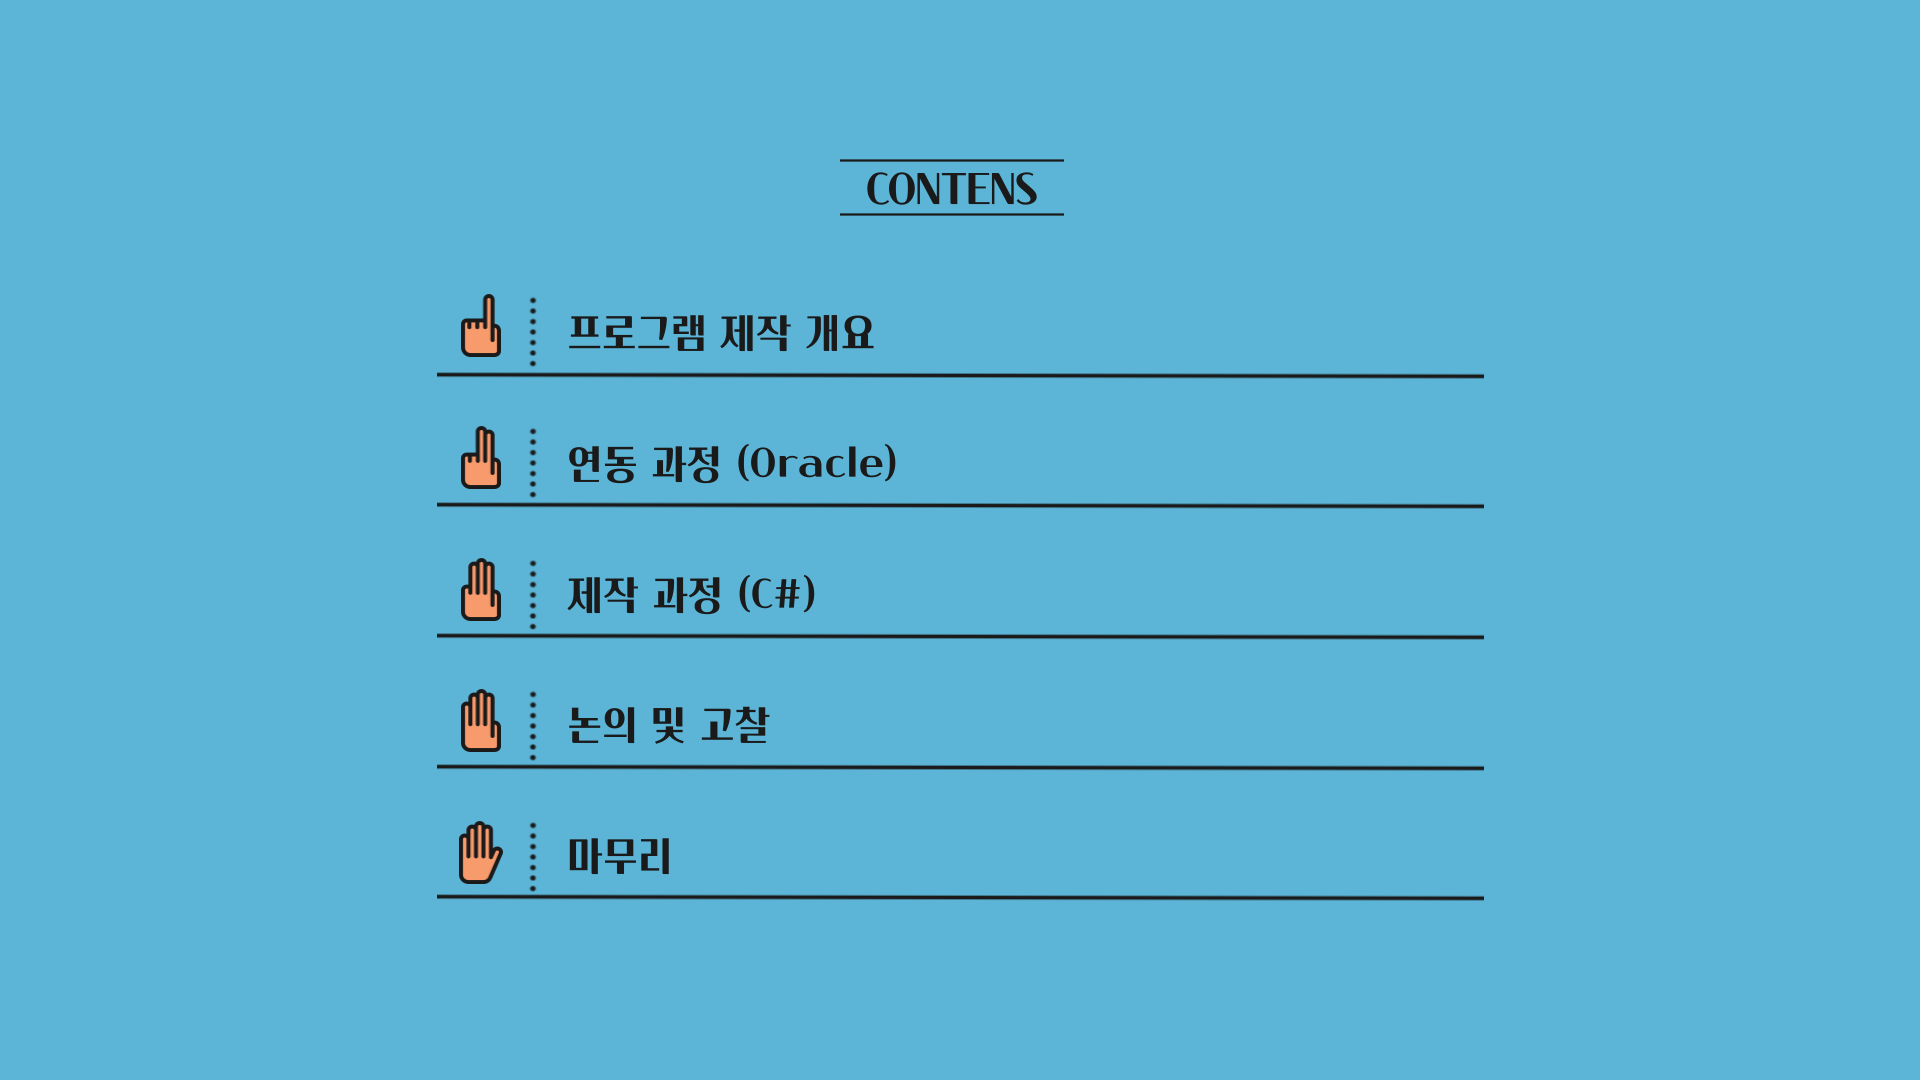 CONTENS
프로그램 제작 개요
연동 과정 (Oracle)
제작 과정 (C#)
논의 및 고찰
마무리